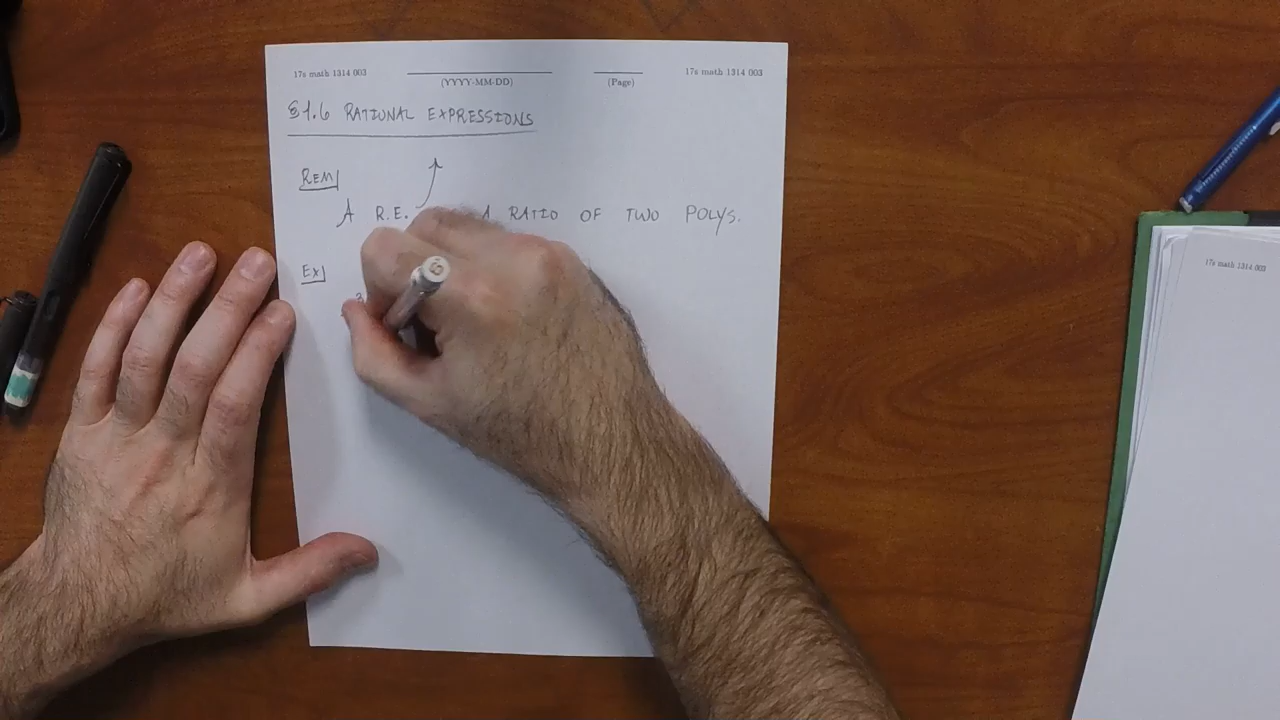 17s math 1314 003 (YYYY-MM-DD) (Page) 17s math 1314 003
§1.6 RATIONAL EXPRESSIONS
REM
A R.E. A RATIO OF TWO POLYS.
EX
17s math 1314 003